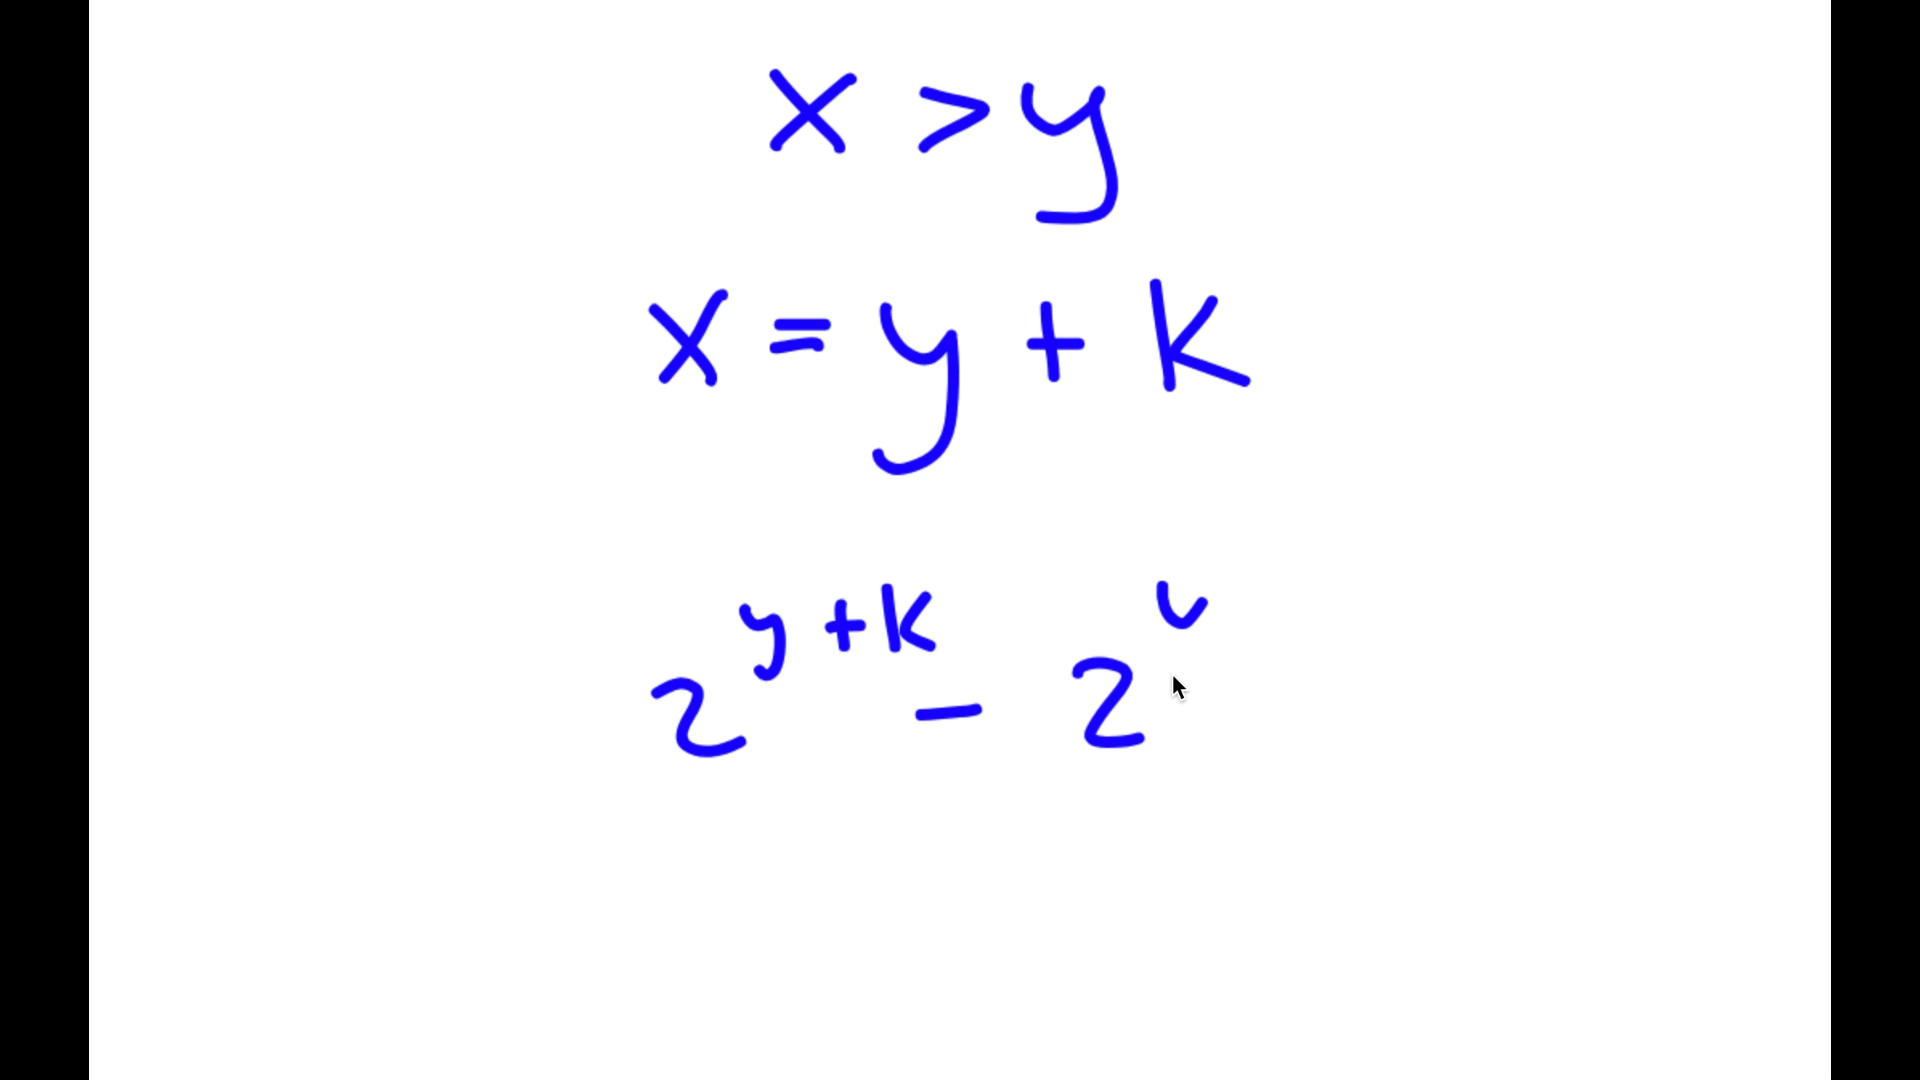 x > y
x = y + k
2^{y+k} - 2^{υ}